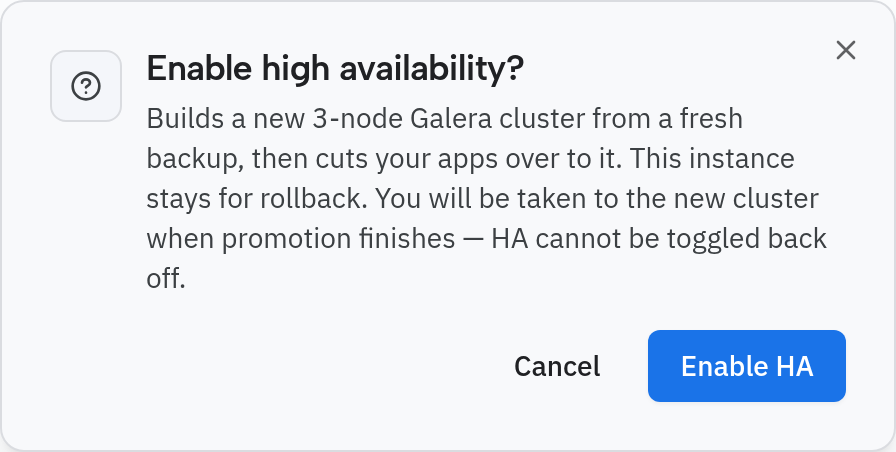 Enable high availability?
Builds a new 3-node Galera cluster from a fresh
backup, then cuts your apps over to it. This instance
stays for rollback. You will be taken to the new cluster
when promotion finishes — HA cannot be toggled back
off.
Cancel
Enable HA